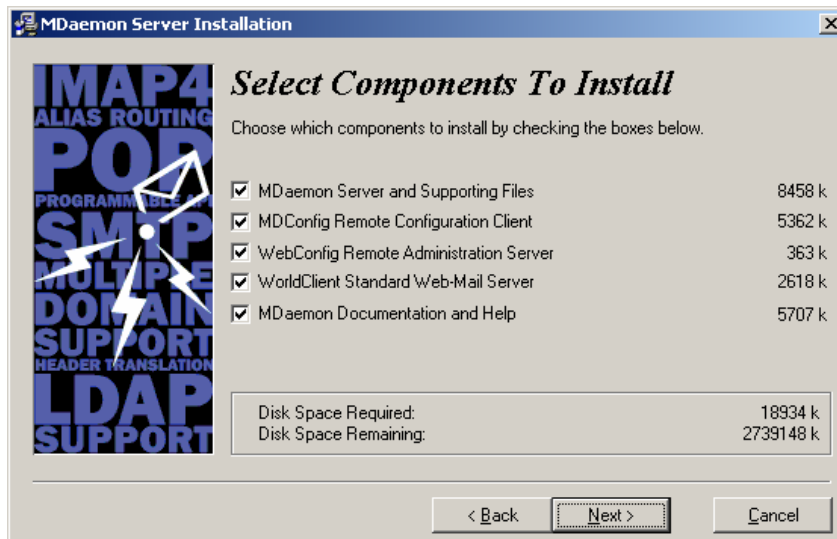 MDaemon Server Installation
IMAP4
ALIAS ROUTING
POP
PROGRAMMABLE API
SMTP
MULTIPLE
DOMAIN
SUPPORT
HEADER TRANSLATION
LDAP
SUPPORT
Select Components To Install
Choose which components to install by checking the boxes below.
MDaemon Server and Supporting Files 8458 k
MDConfig Remote Configuration Client 5362 k
WebConfig Remote Administration Server 363 k
WorldClient Standard Web-Mail Server 2618 k
MDaemon Documentation and Help 5707 k
Disk Space Required: 18934 k
Disk Space Remaining: 2739148 k
< Back Next > Cancel